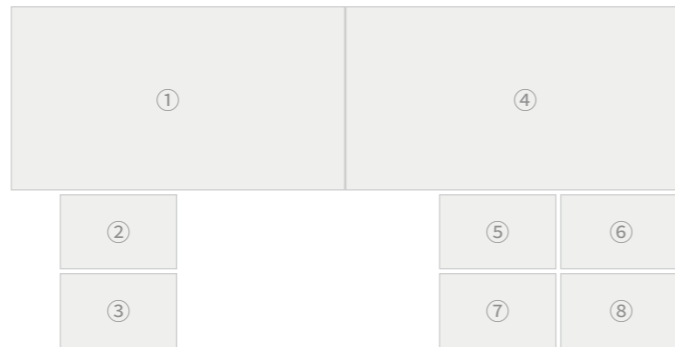 ① ④
② ⑤ ⑥
③ ⑦ ⑧